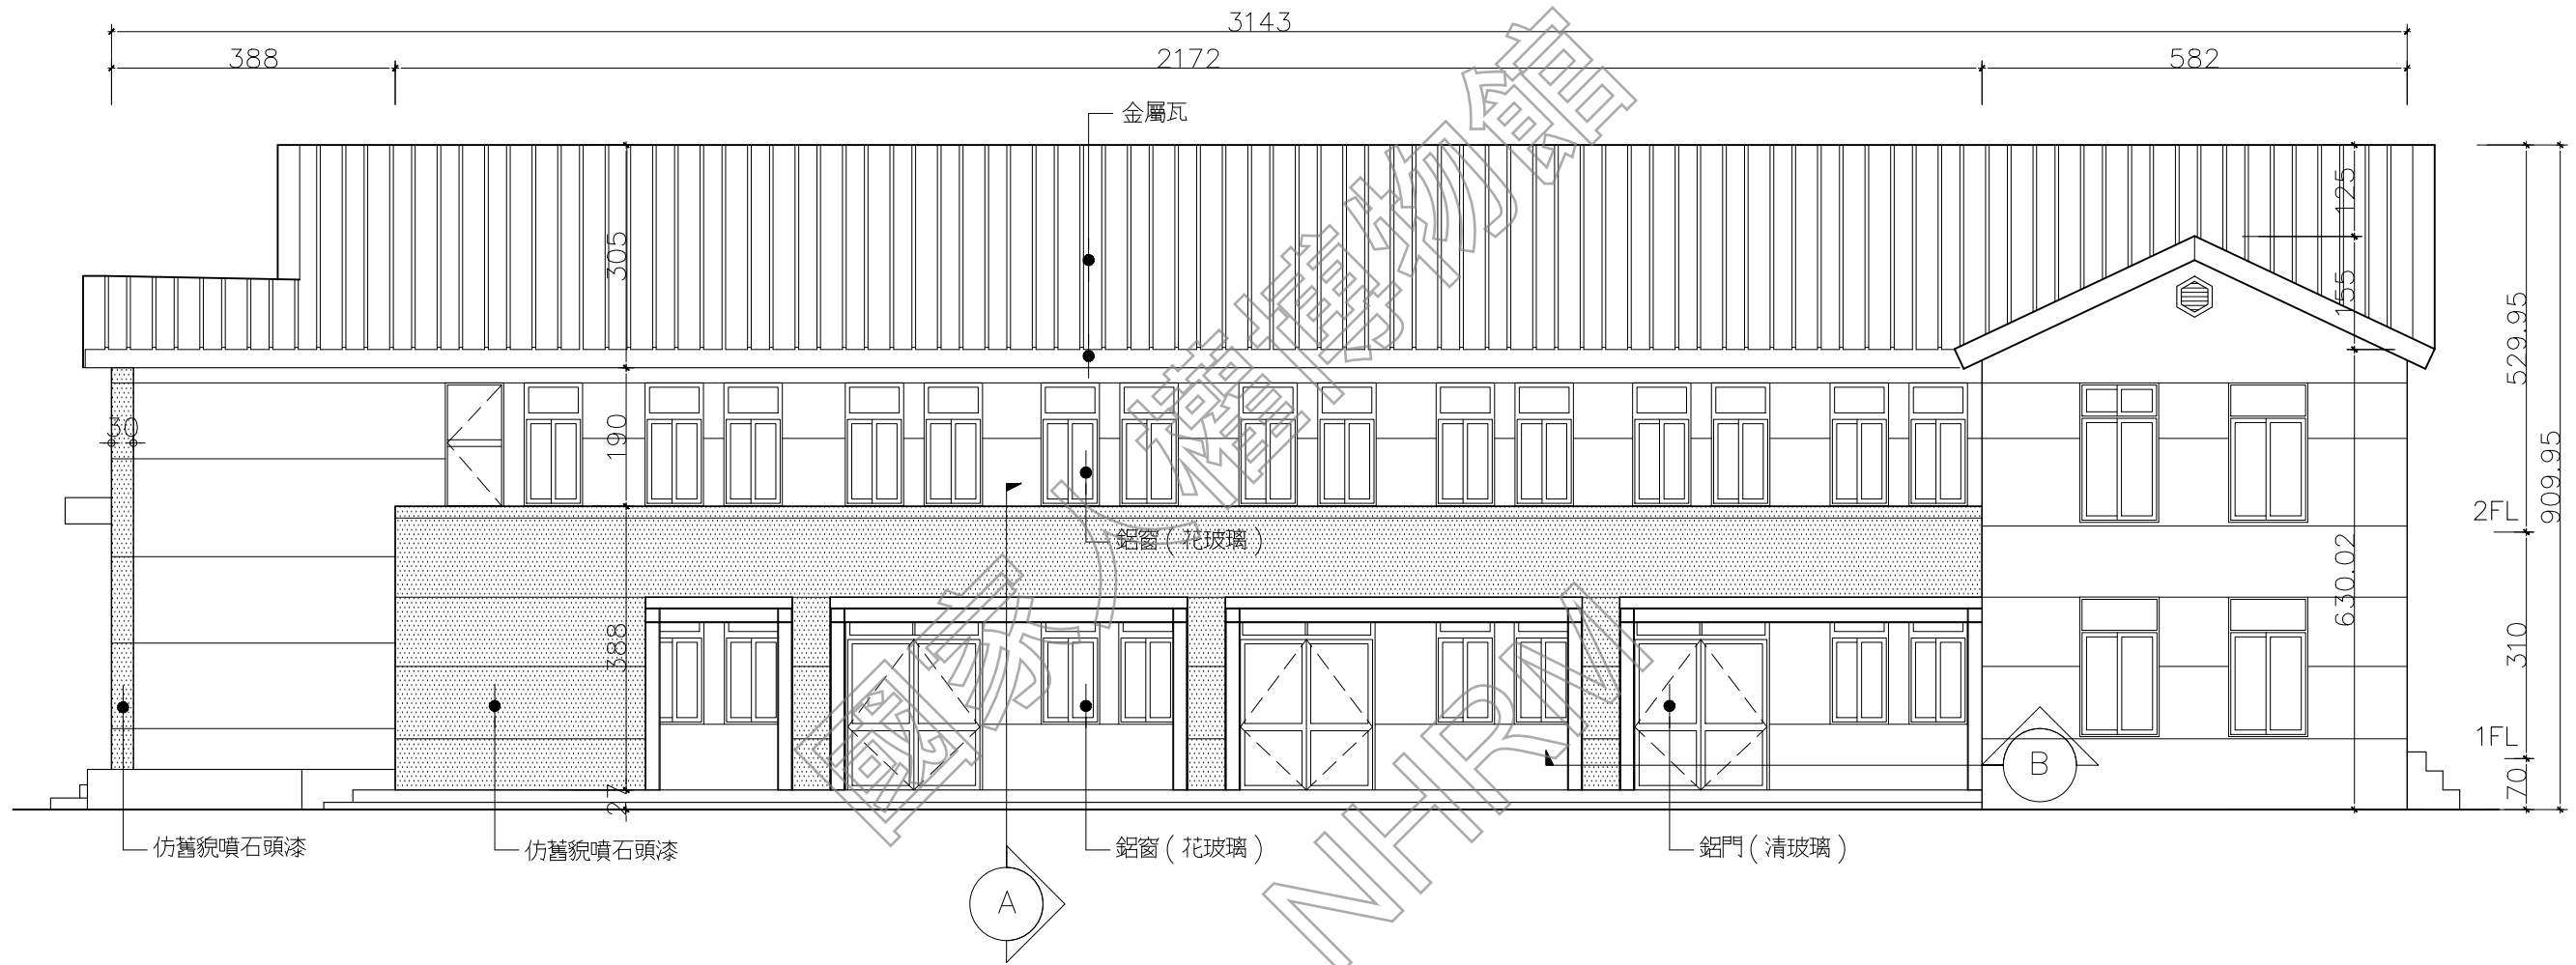 3143
388
2172
582
金屬瓦
125
305
155
529.95
30
190
909.95
2FL
鋁窗(花玻璃)
630.02
388
310
1FL
B
70
27
仿舊貌噴石頭漆
仿舊貌噴石頭漆
鋁窗(花玻璃)
鋁門(清玻璃)
A
國家人權博物館
NHRM